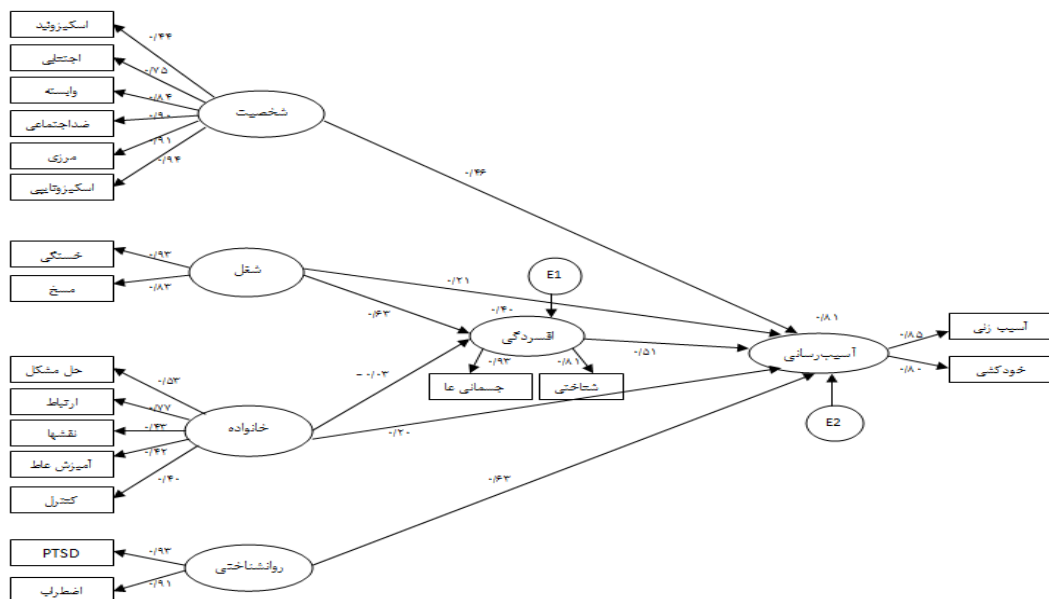 اسکیزوئید
اجتنابی
وابسته
ضداجتماعی
مرزی
اسکیزوتایپی
۰/۴۴
۰/۷۵
۰/۸۴
۰/۹۰
۰/۹۱
۰/۹۴
شخصیت
۰/۴۶
خستگی
مسخ
۰/۹۳
۰/۸۳
شغل
۰/۲۱
۰/۶۳
E1
۰/۴۰
افسردگی
۰/۹۳
۰/۸۱
جسمانی عا
شناختی
۰/۵۱
۰/۸۱
آسیب‌رسانی
۰/۸۵
۰/۸۰
آسیب زنی
خودکشی
E2
حل مشکل
ارتباط
نقشها
آمیزش عاط
کنترل
۰/۵۳
۰/۷۷
۰/۴۳
۰/۴۲
۰/۴۰
خانواده
-۰/۰۳
۰/۲۰
PTSD
اضطراب
۰/۹۳
۰/۹۱
روانشناختی
۰/۶۳